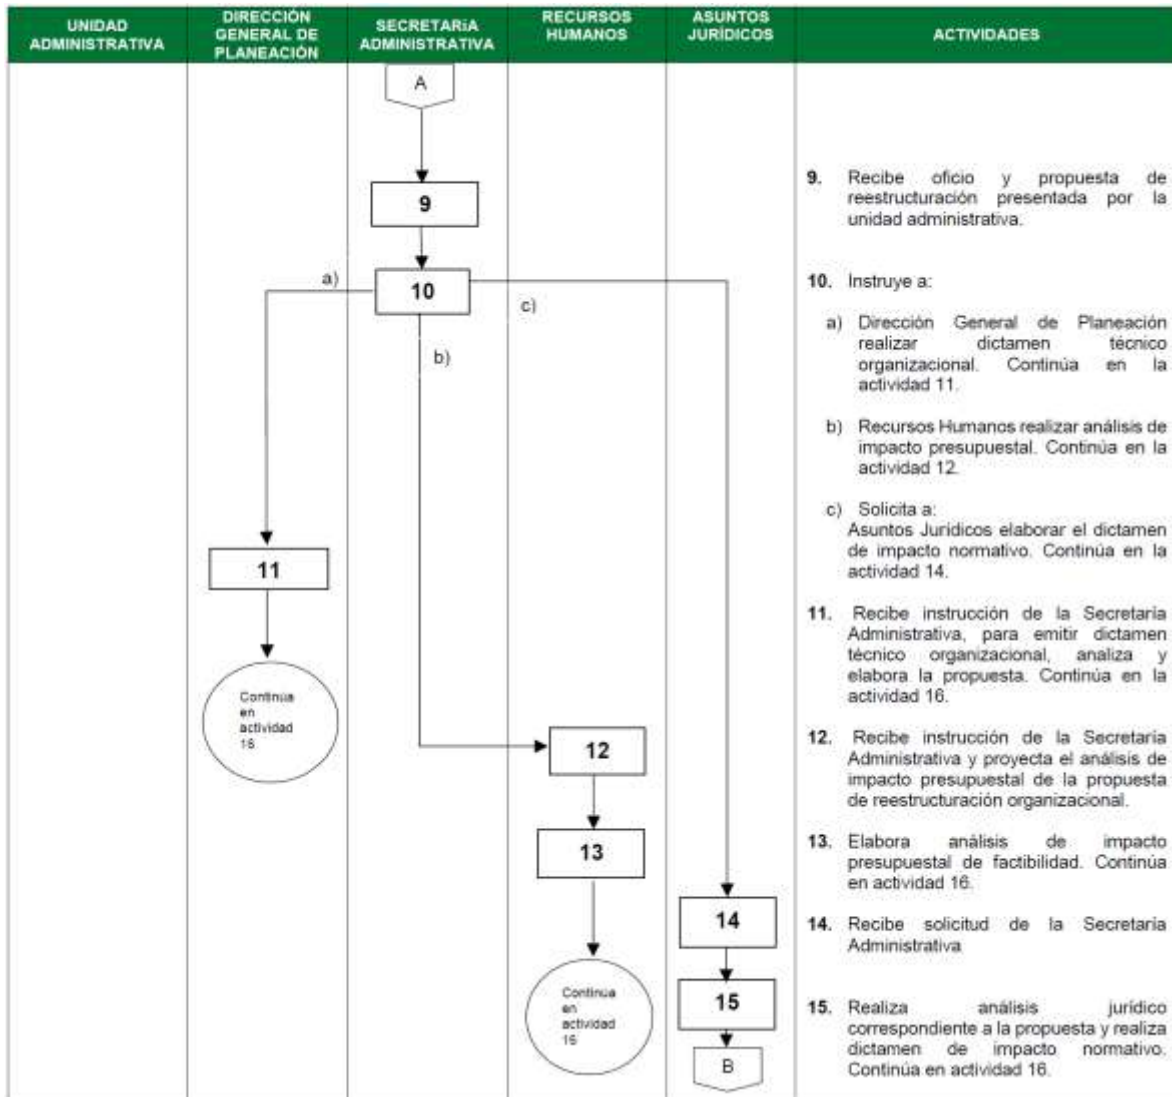 UNIDAD
ADMINISTRATIVA
DIRECCIÓN
GENERAL DE
PLANEACIÓN
SECRETARíA
ADMINISTRATIVA
RECURSOS
HUMANOS
ASUNTOS
JURÍDICOS
ACTIVIDADES
A
9
10
a)
b)
c)
11
Continúa
en
actividad
16
12
13
Continúa
en
actividad
16
14
15
B
9. Recibe oficio y propuesta de
reestructuración presentada por la
unidad administrativa.
10. Instruye a:
a) Dirección General de Planeación
realizar dictamen técnico
organizacional. Continúa en la
actividad 11.
b) Recursos Humanos realizar análisis de
impacto presupuestal. Continúa en la
actividad 12.
c) Solicita a:
Asuntos Jurídicos elaborar el dictamen
de impacto normativo. Continúa en la
actividad 14.
11. Recibe instrucción de la Secretaría
Administrativa, para emitir dictamen
técnico organizacional, analiza y
elabora la propuesta. Continúa en la
actividad 16.
12. Recibe instrucción de la Secretaría
Administrativa y proyecta el análisis de
impacto presupuestal de la propuesta
de reestructuración organizacional.
13. Elabora análisis de impacto
presupuestal de factibilidad. Continúa
en actividad 16.
14. Recibe solicitud de la Secretaría
Administrativa
15. Realiza análisis jurídico
correspondiente a la propuesta y realiza
dictamen de impacto normativo.
Continúa en actividad 16.